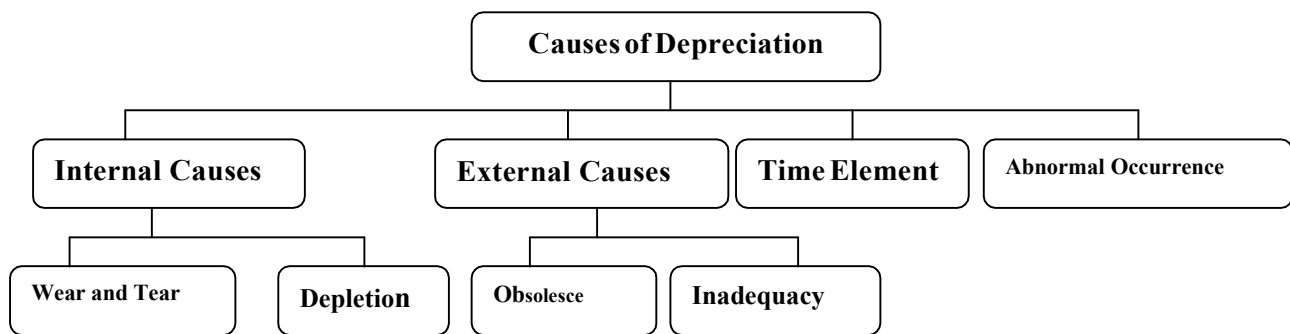 Causes of Depreciation
Internal Causes
External Causes
Time Element
Abnormal Occurrence
Wear and Tear
Depletion
Obsolesce
Inadequacy